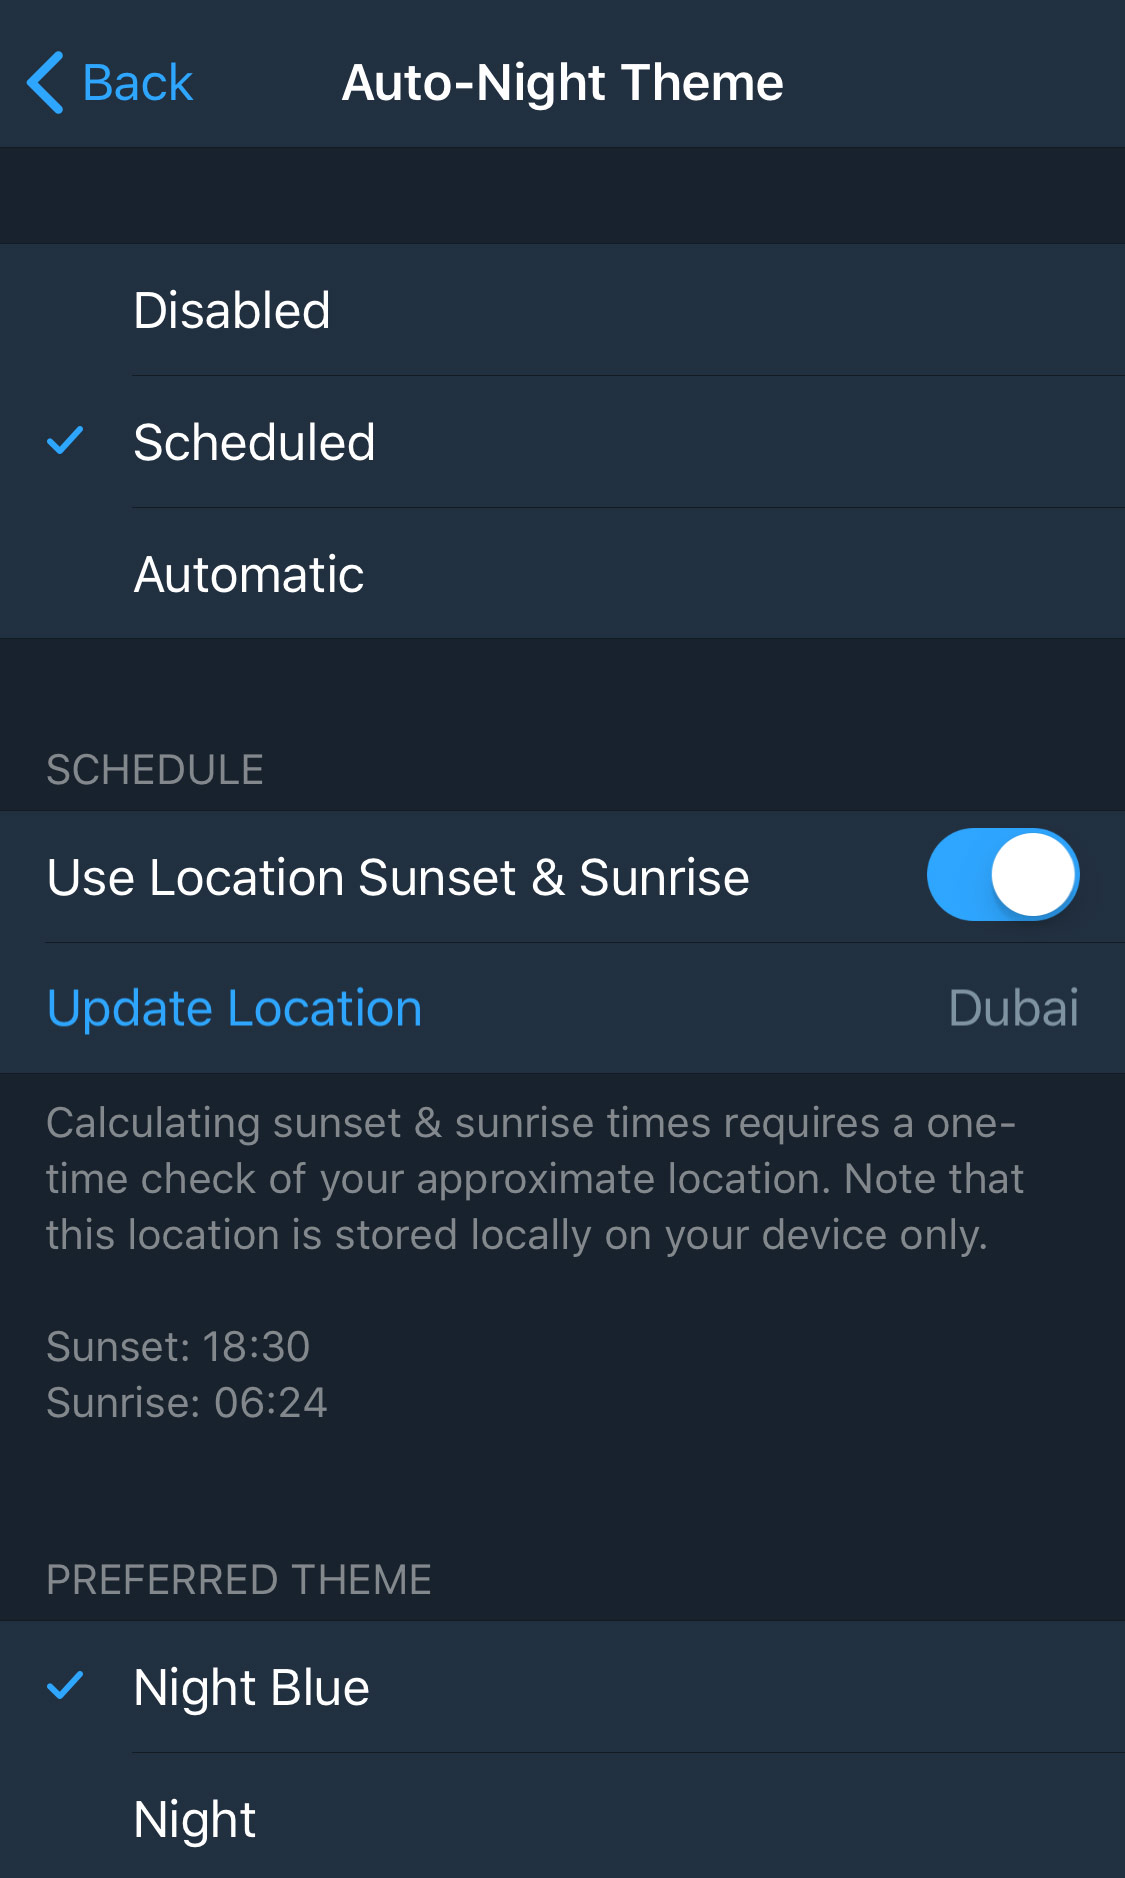 Back
Auto-Night Theme
Disabled
Scheduled
Automatic
SCHEDULE
Use Location Sunset & Sunrise
Update Location
Dubai
Calculating sunset & sunrise times requires a one-
time check of your approximate location. Note that
this location is stored locally on your device only.
Sunset: 18:30
Sunrise: 06:24
PREFERRED THEME
Night Blue
Night